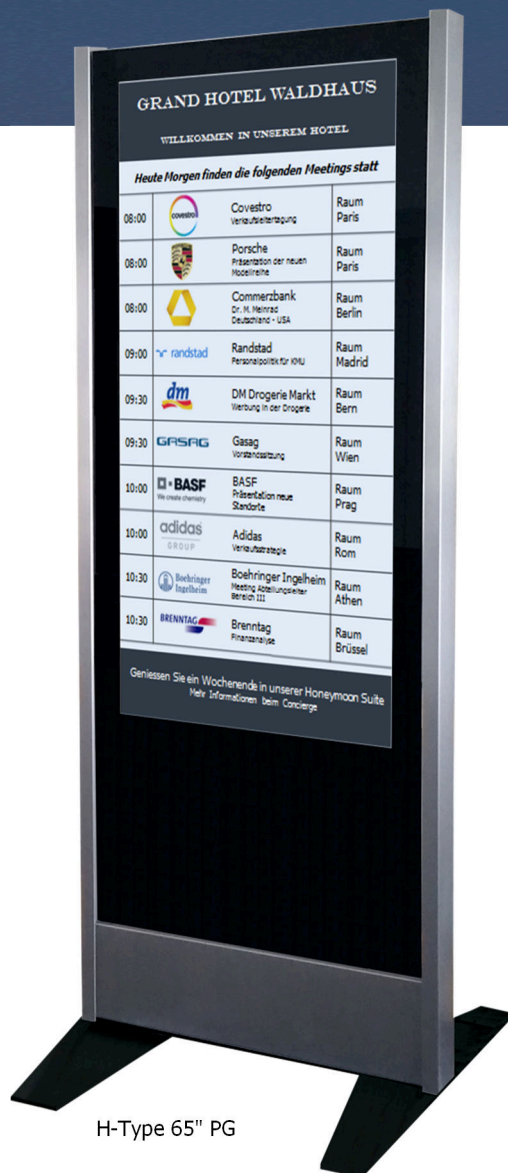 GRAND HOTEL WALDHAUS
WILLKOMMEN IN UNSEREM HOTEL
Heute Morgen finden die folgenden Meetings statt
08:00 covestro Covestro Raum
Verkaufsleitertagung Paris
08:00 Porsche Raum
Präsentation der neuen Paris
Modellreihe
08:00 Commerzbank Raum
Dr. M. Meinrad Berlin
Deutschland - USA
09:00 randstad Randstad Raum
Personalpolitik für KMU Madrid
09:30 dm DM Drogerie Markt Raum
Werbung in der Drogerie Bern
09:30 GASAG Gasag Raum
Vorstandssitzung Wien
10:00 BASF BASF Raum
We create chemistry Präsentation neue Prag
Standorte
10:00 adidas Adidas Raum
GROUP Verkaufsstrategie Rom
10:30 Boehringer Boehringer Ingelheim Raum
Ingelheim Meeting Abteilungsleiter Athen
Bereich III
10:30 BRENNTAG Brenntag Raum
Finanzanalyse Brüssel
Geniessen Sie ein Wochenende in unserer Honeymoon Suite
Mehr Informationen beim Concierge
H-Type 65" PG